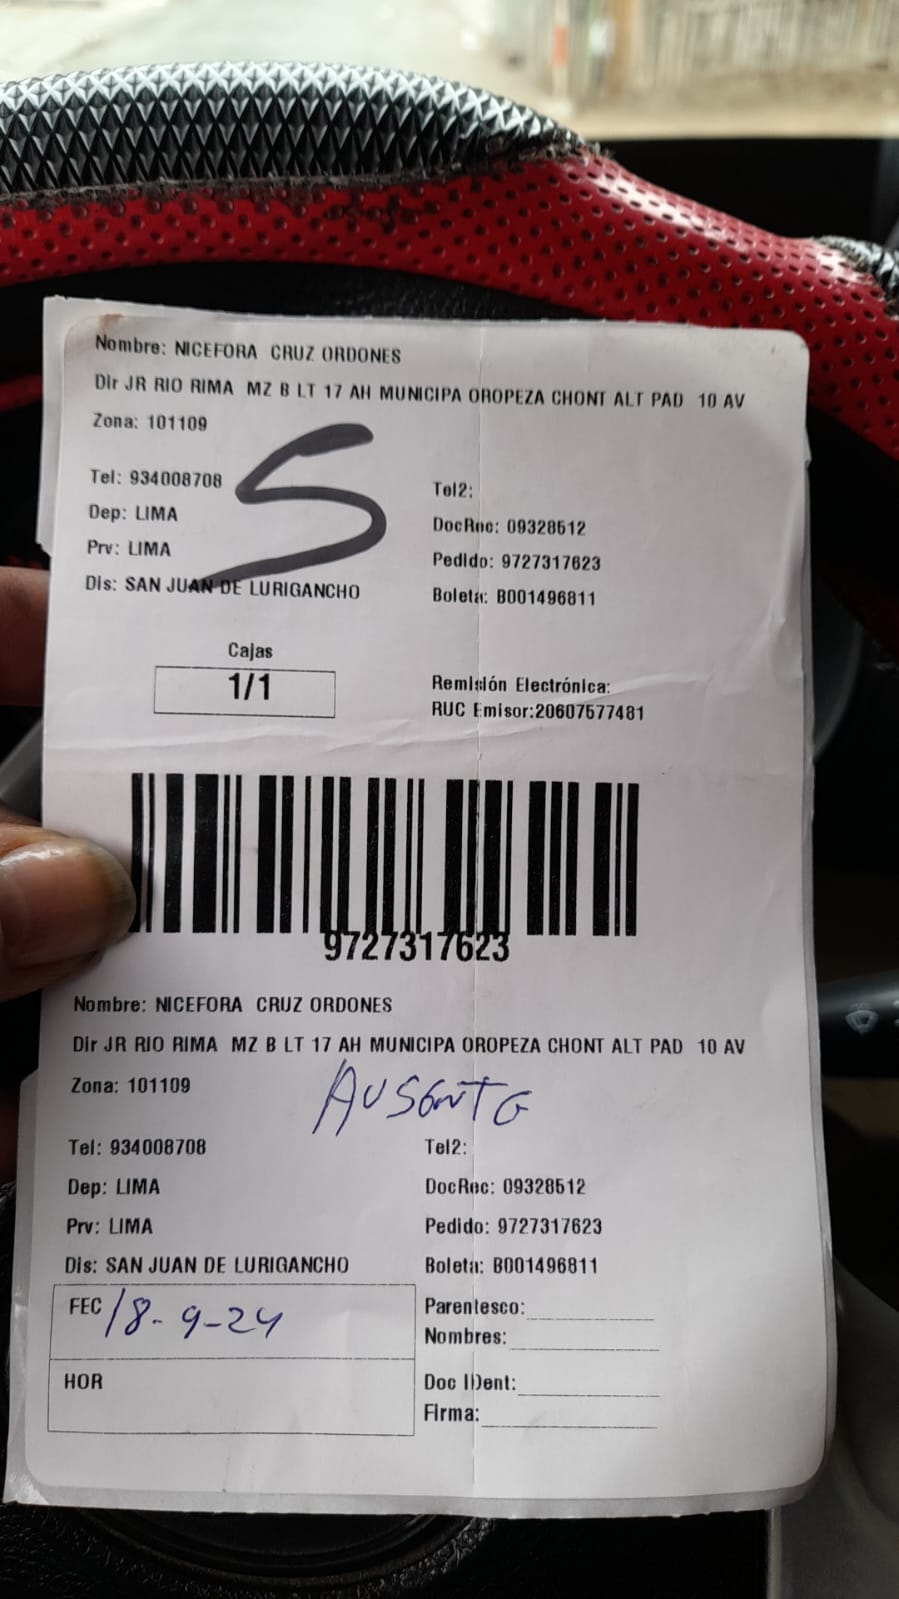 Nombre: NICEFORA CRUZ ORDONES
Dir JR RIO RIMA MZ B LT 17 AH MUNICIPA OROPEZA CHONT ALT PAD 10 AV
Zona: 101109
5
Tel: 934008708
Tel2:
Dep: LIMA
DocRec: 09328512
Prv: LIMA
Pedido: 9727317623
Dis: SAN JUAN DE LURIGANCHO
Boleta: B001496811
Cajas
1/1
Remisión Electrónica:
RUC Emisor:20607577481
9727317623
Nombre: NICEFORA CRUZ ORDONES
Dir JR RIO RIMA MZ B LT 17 AH MUNICIPA OROPEZA CHONT ALT PAD 10 AV
Zona: 101109
AUSENTE
Tel: 934008708
Tel2:
Dep: LIMA
DocRec: 09328512
Prv: LIMA
Pedido: 9727317623
Dis: SAN JUAN DE LURIGANCHO
Boleta: B001496811
FEC 18-9-24
Parentesco:
Nombres:
HOR
Doc IDent:
Firma: